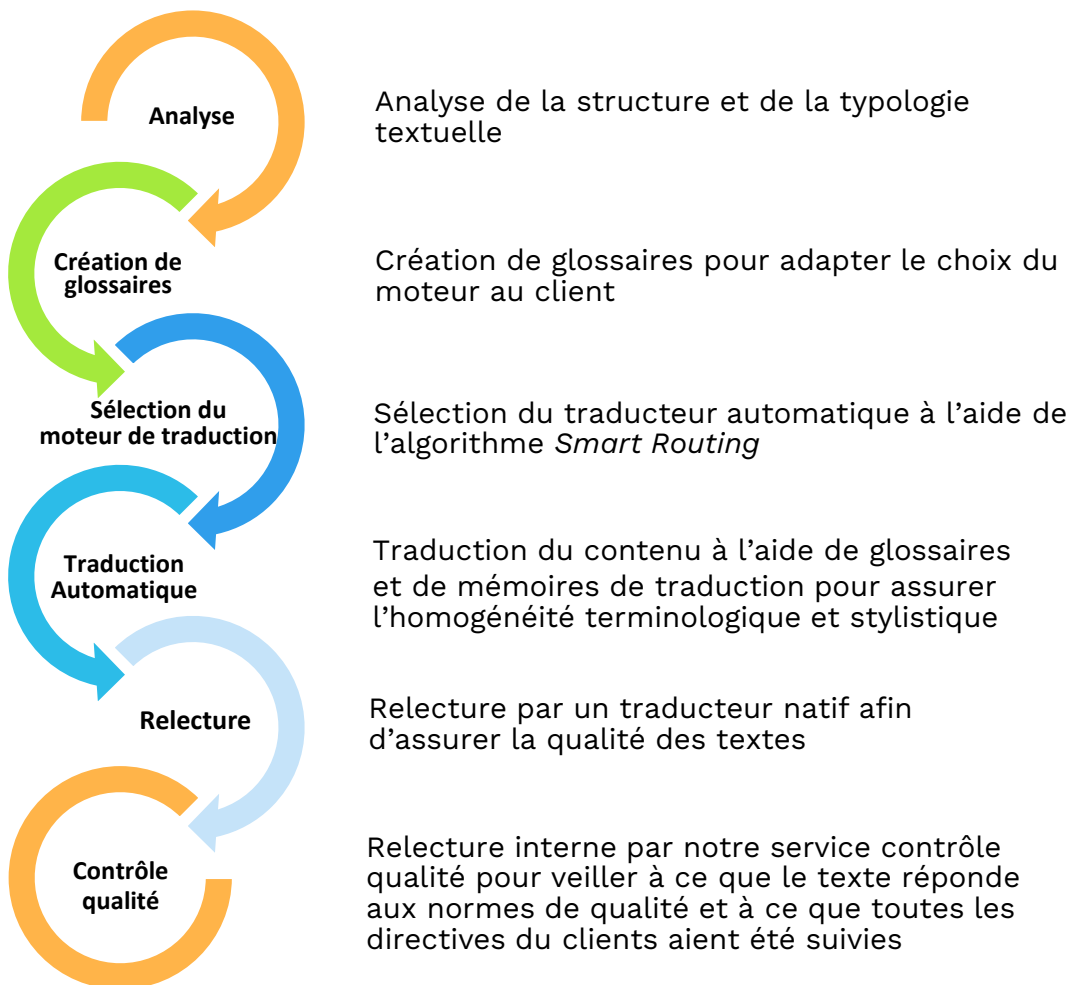 Analyse
Analyse de la structure et de la typologie
textuelle
Création de
glossaires
Création de glossaires pour adapter le choix du
moteur au client
Sélection du
moteur de traduction
Sélection du traducteur automatique à l’aide de
l’algorithme Smart Routing
Traduction
Automatique
Traduction du contenu à l’aide de glossaires
et de mémoires de traduction pour assurer
l’homogénéité terminologique et stylistique
Relecture
Relecture par un traducteur natif afin
d’assurer la qualité des textes
Contrôle
qualité
Relecture interne par notre service contrôle
qualité pour veiller à ce que le texte réponde
aux normes de qualité et à ce que toutes les
directives du clients aient été suivies